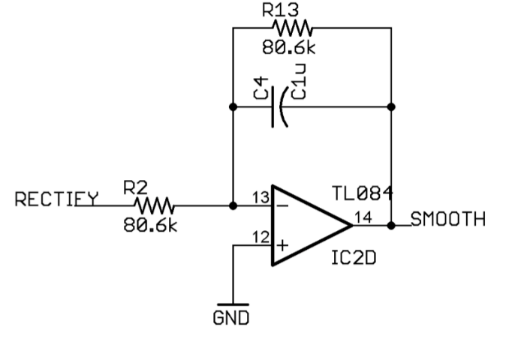 R13
80.6k
C4
C1u
R2
RECTIFY
80.6k
13
TL084
14
SMOOTH
12
IC2D
GND